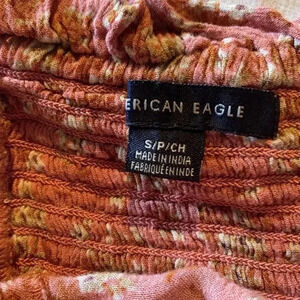 ERICAN EAGLE
S/P/CH
MADE IN INDIA
FABRIQUÉ EN INDE